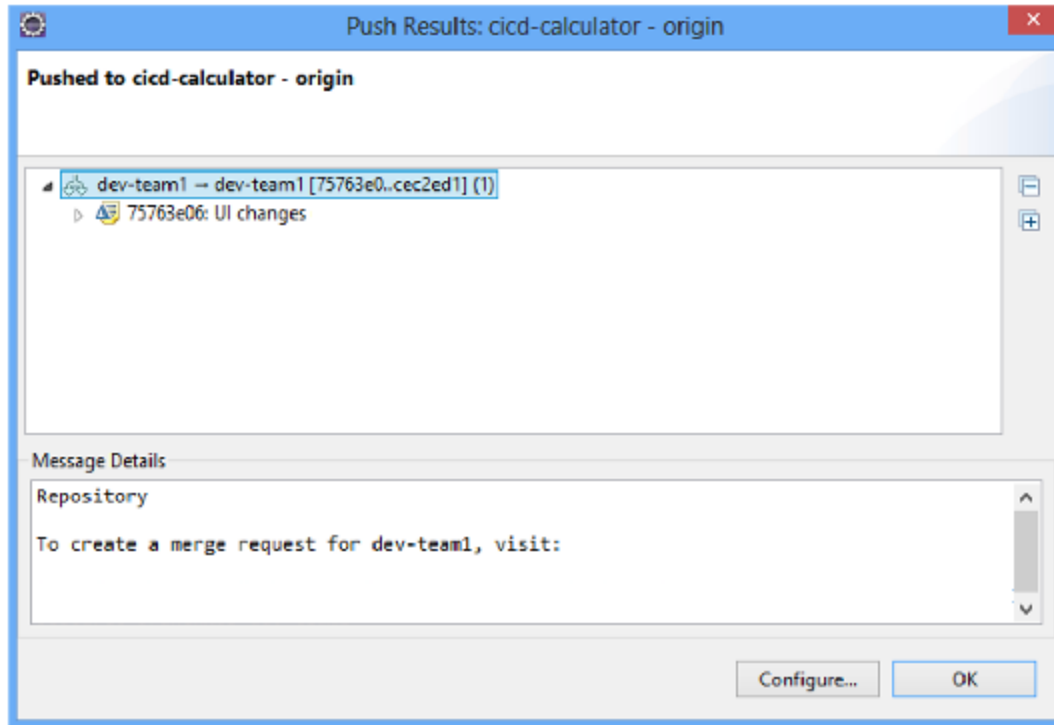 Push Results: cicd-calculator - origin
Pushed to cicd-calculator - origin
dev-team1 → dev-team1 [75763e0..cec2ed1] (1)
75763e06: UI changes
Message Details
Repository
To create a merge request for dev-team1, visit:
Configure...
OK